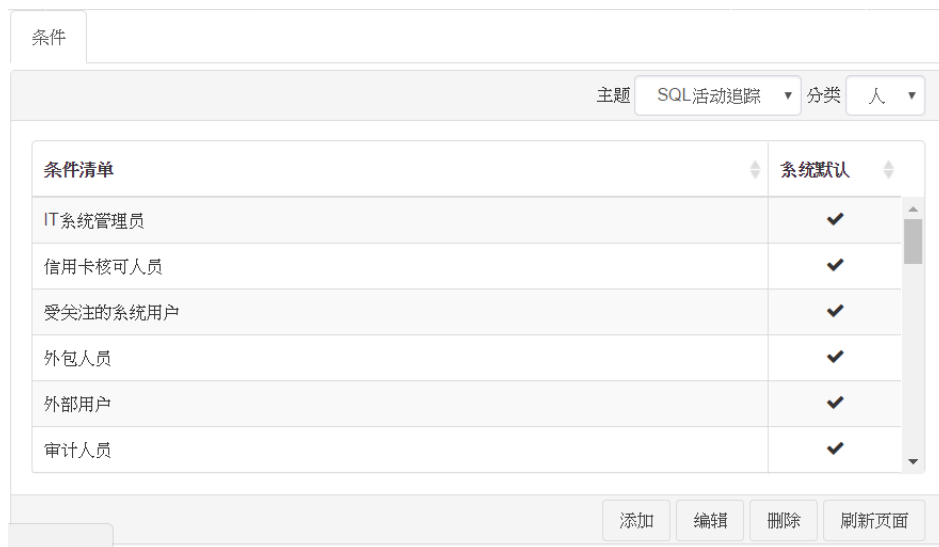 条件
主题 SQL活动追踪 分类 人
条件清单 系统默认
IT系统管理员
信用卡核可人员
受关注的系统用户
外包人员
外部用户
审计人员
添加 编辑 删除 刷新页面